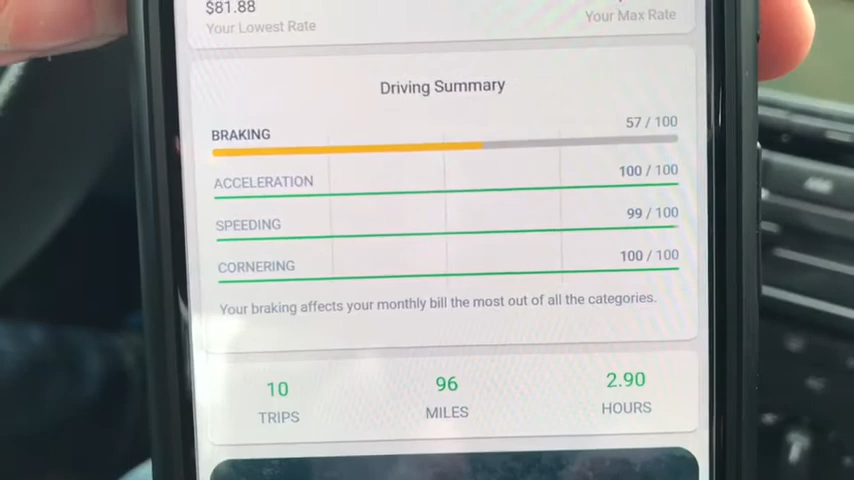 $81.88
Your Lowest Rate
Your Max Rate
Driving Summary
BRAKING 57 / 100
ACCELERATION 100 / 100
SPEEDING 99 / 100
CORNERING 100 / 100
Your braking affects your monthly bill the most out of all the categories.
10 96 2.90
TRIPS MILES HOURS